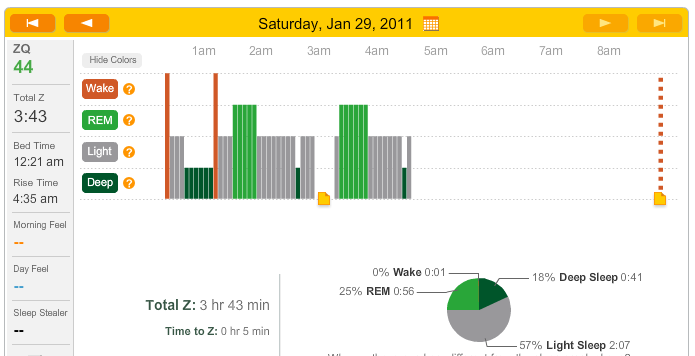 Saturday, Jan 29, 2011
ZQ
44
Total Z
3:43
Bed Time
12:21 am
Rise Time
4:35 am
Morning Feel
--
Day Feel
--
Sleep Stealer
--
Hide Colors
1am 2am 3am 4am 5am 6am 7am 8am
Wake ?
REM ?
Light ?
Deep ?
Total Z: 3 hr 43 min
Time to Z: 0 hr 5 min
0% Wake 0:01
25% REM 0:56
18% Deep Sleep 0:41
57% Light Sleep 2:07